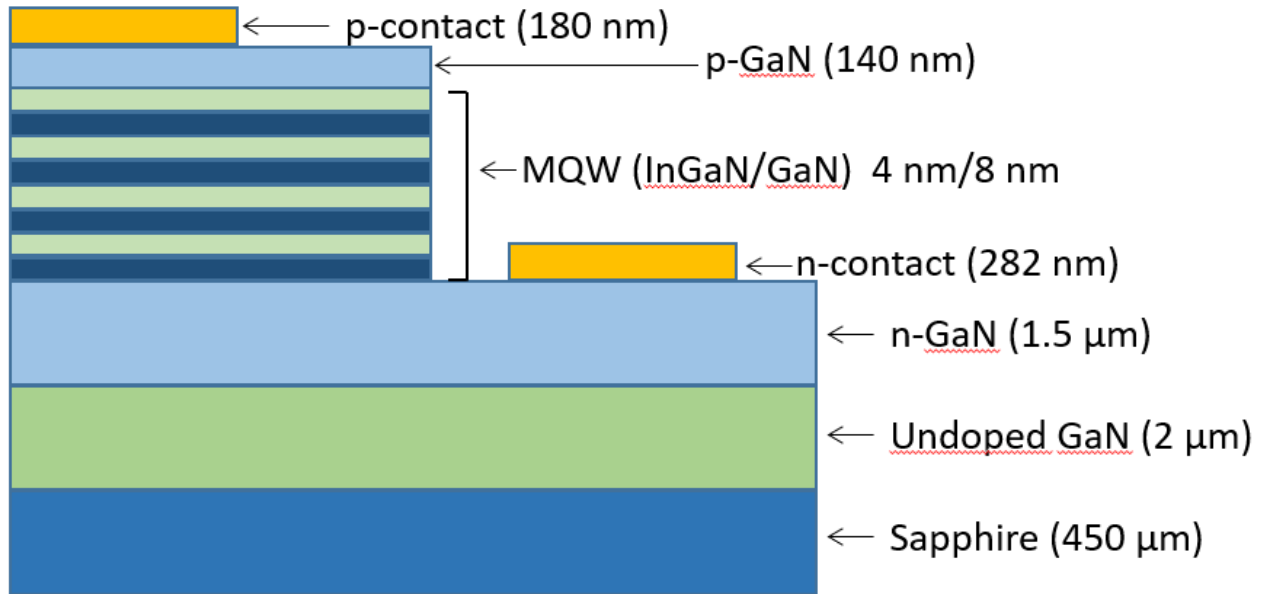 p-contact (180 nm)
p-GaN (140 nm)
MQW (InGaN/GaN)  4 nm/8 nm
n-contact (282 nm)
n-GaN (1.5 μm)
Undoped GaN (2 μm)
Sapphire (450 μm)